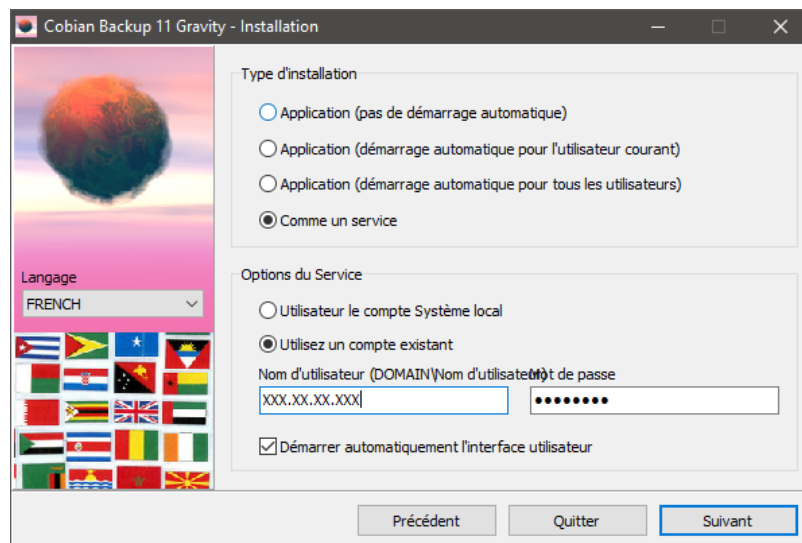 Cobian Backup 11 Gravity - Installation
Type d'installation
Application (pas de démarrage automatique)
Application (démarrage automatique pour l'utilisateur courant)
Application (démarrage automatique pour tous les utilisateurs)
Comme un service
Langage
FRENCH
Options du Service
Utilisateur le compte Système local
Utilisez un compte existant
Nom d'utilisateur (DOMAIN\Nom d'utilisateur) Mot de passe
xxx.xx.xx.xxx ●●●●●●●●
Démarrer automatiquement l'interface utilisateur
Précédent Quitter Suivant